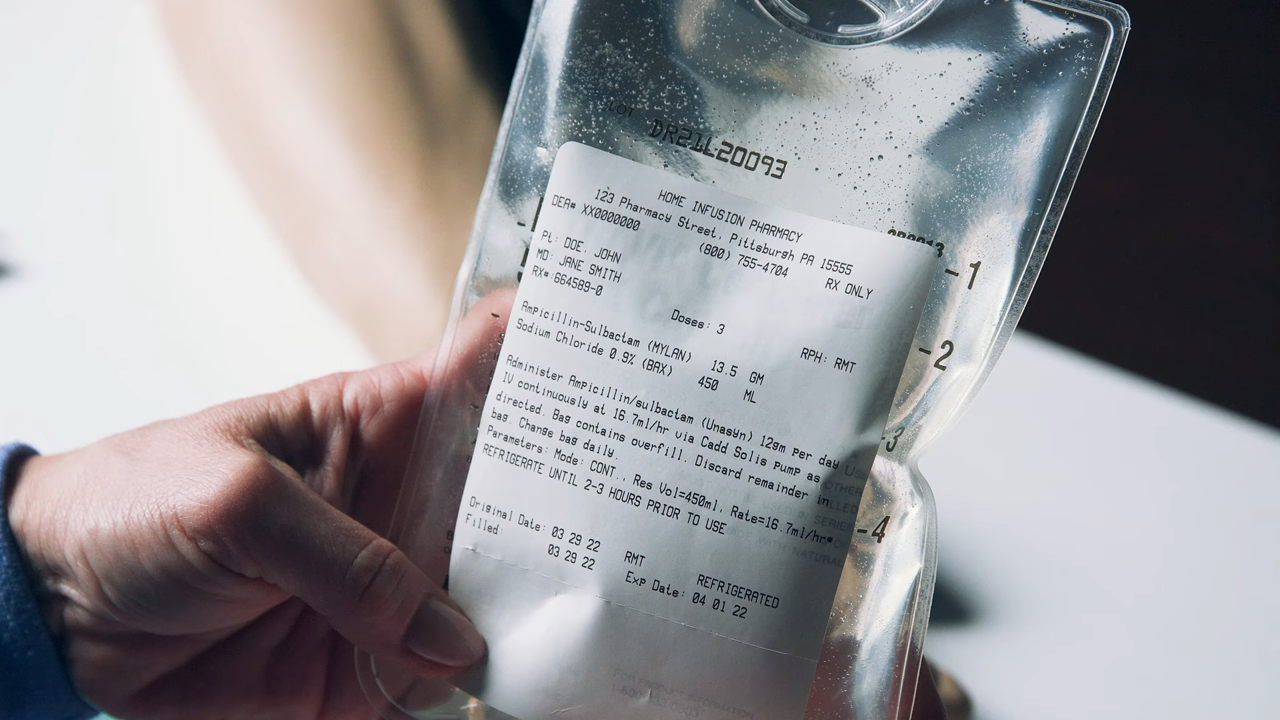 LOT DR21L20093
HOME INFUSION PHARMACY
123 Pharmacy Street, Pittsburgh PA 15555
DEA# XX0000000 (800) 755-4704 RX ONLY
Pt: DOE, JOHN
MD: JANE SMITH
RX# 664589-0
Doses: 3
RPH: RMT
Ampicillin-Sulbactam (MYLAN) 13.5 GM
Sodium Chloride 0.9% (BAX) 450 ML
Administer Ampicillin/sulbactam (Unasyn) 12gm per day
IV continuously at 16.7ml/hr via Cadd Solis Pump as
directed. Bag contains overfill. Discard remainder in
bag. Change bag daily.
Parameters: Mode: CONT., Res Vol=450ml, Rate=16.7ml/hr*
REFRIGERATE UNTIL 2-3 HOURS PRIOR TO USE
Original Date: 03 29 22 RMT REFRIGERATED
Filled: 03 29 22 Exp Date: 04 01 22
-1
-2
-3
-4